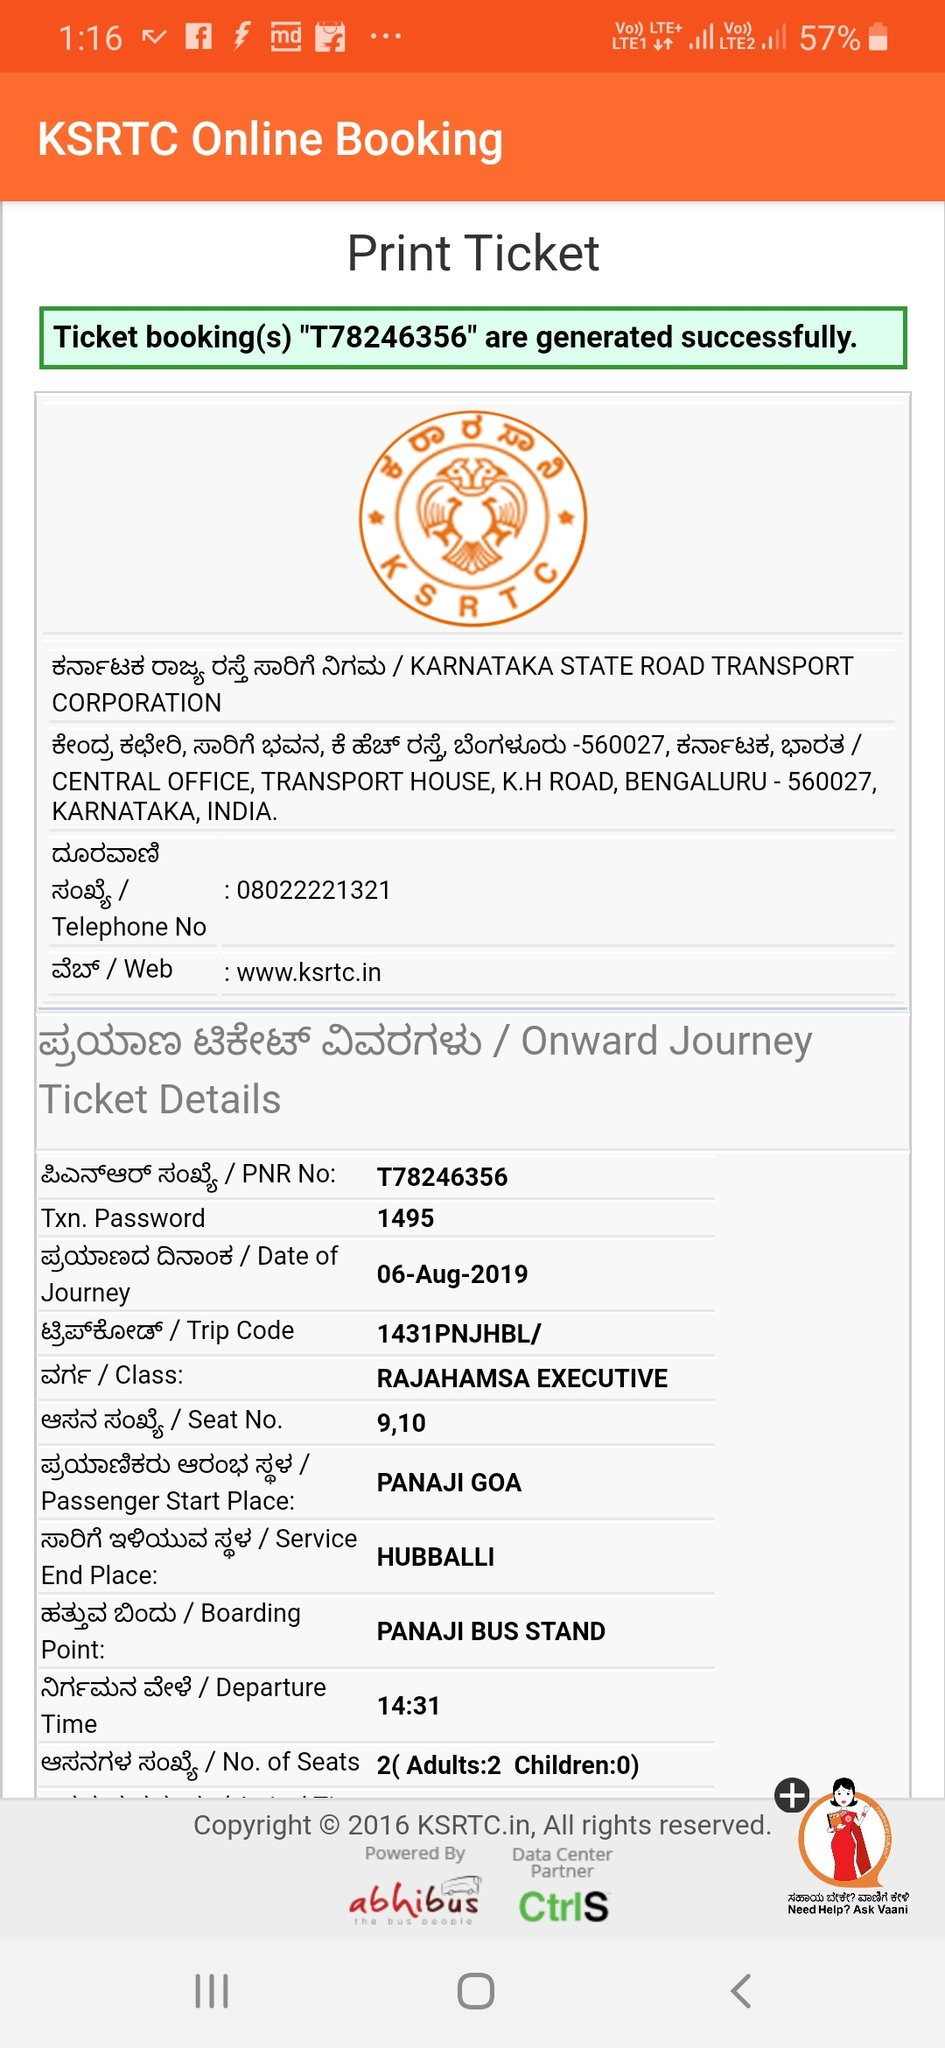 1:16
57%
Vo)) LTE+
LTE1
Vo))
LTE2
KSRTC Online Booking
Print Ticket
Ticket booking(s) "T78246356" are generated successfully.
ಕ ರಾ ರ ಸಾ ನಿ
KSRTC
ಕರ್ನಾಟಕ ರಾಜ್ಯ ರಸ್ತೆ ಸಾರಿಗೆ ನಿಗಮ / KARNATAKA STATE ROAD TRANSPORT
CORPORATION
ಕೇಂದ್ರ ಕಛೇರಿ, ಸಾರಿಗೆ ಭವನ, ಕೆ ಹೆಚ್ ರಸ್ತೆ, ಬೆಂಗಳೂರು -560027, ಕರ್ನಾಟಕ, ಭಾರತ /
CENTRAL OFFICE, TRANSPORT HOUSE, K.H ROAD, BENGALURU - 560027,
KARNATAKA, INDIA.
ದೂರವಾಣಿ
ಸಂಖ್ಯೆ /
Telephone No
: 08022221321
ವೆಬ್ / Web : www.ksrtc.in
ಪ್ರಯಾಣ ಟಿಕೇಟ್ ವಿವರಗಳು / Onward Journey
Ticket Details
ಪಿಎನ್ಆರ್ ಸಂಖ್ಯೆ / PNR No: T78246356
Txn. Password 1495
ಪ್ರಯಾಣದ ದಿನಾಂಕ / Date of
Journey
06-Aug-2019
ಟ್ರಿಪ್‌ಕೋಡ್ / Trip Code 1431PNJHBL/
ವರ್ಗ / Class: RAJAHAMSA EXECUTIVE
ಆಸನ ಸಂಖ್ಯೆ / Seat No. 9,10
ಪ್ರಯಾಣಿಕರು ಆರಂಭ ಸ್ಥಳ /
Passenger Start Place:
PANAJI GOA
ಸಾರಿಗೆ ಇಳಿಯುವ ಸ್ಥಳ / Service
End Place:
HUBBALLI
ಹತ್ತುವ ಬಿಂದು / Boarding
Point:
PANAJI BUS STAND
ನಿರ್ಗಮನ ವೇಳೆ / Departure
Time
14:31
ಆಸನಗಳ ಸಂಖ್ಯೆ / No. of Seats 2( Adults:2 Children:0)
Copyright © 2016 KSRTC.in, All rights reserved.
Powered By
abhibus
the bus people
Data Center
Partner
CtrlS
ಸಹಾಯ ಬೇಕೇ? ವಾಣಿಗೆ ಕೇಳಿ
Need Help? Ask Vaani